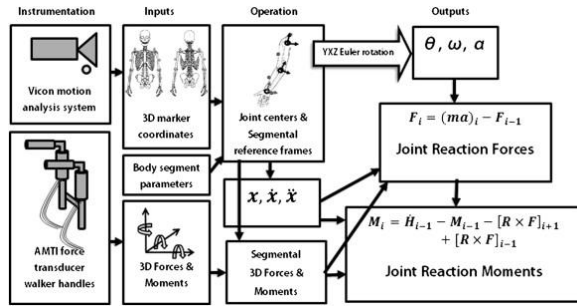 Instrumentation
Inputs
Operation
Outputs
Vicon motion
analysis system
3D marker
coordinates
Joint centers &
Segmental
reference frames
YXZ Euler rotation
θ, ω, α
Body segment
parameters
x, ẋ, ẍ
F_i = (ma)_i − F_{i−1}
Joint Reaction Forces
AMTI force
transducer
walker handles
3D Forces &
Moments
Segmental
3D Forces &
Moments
M_i = Ḣ_{i−1} − M_{i−1} − [R × F]_{i+1}
+ [R × F]_{i−1}
Joint Reaction Moments